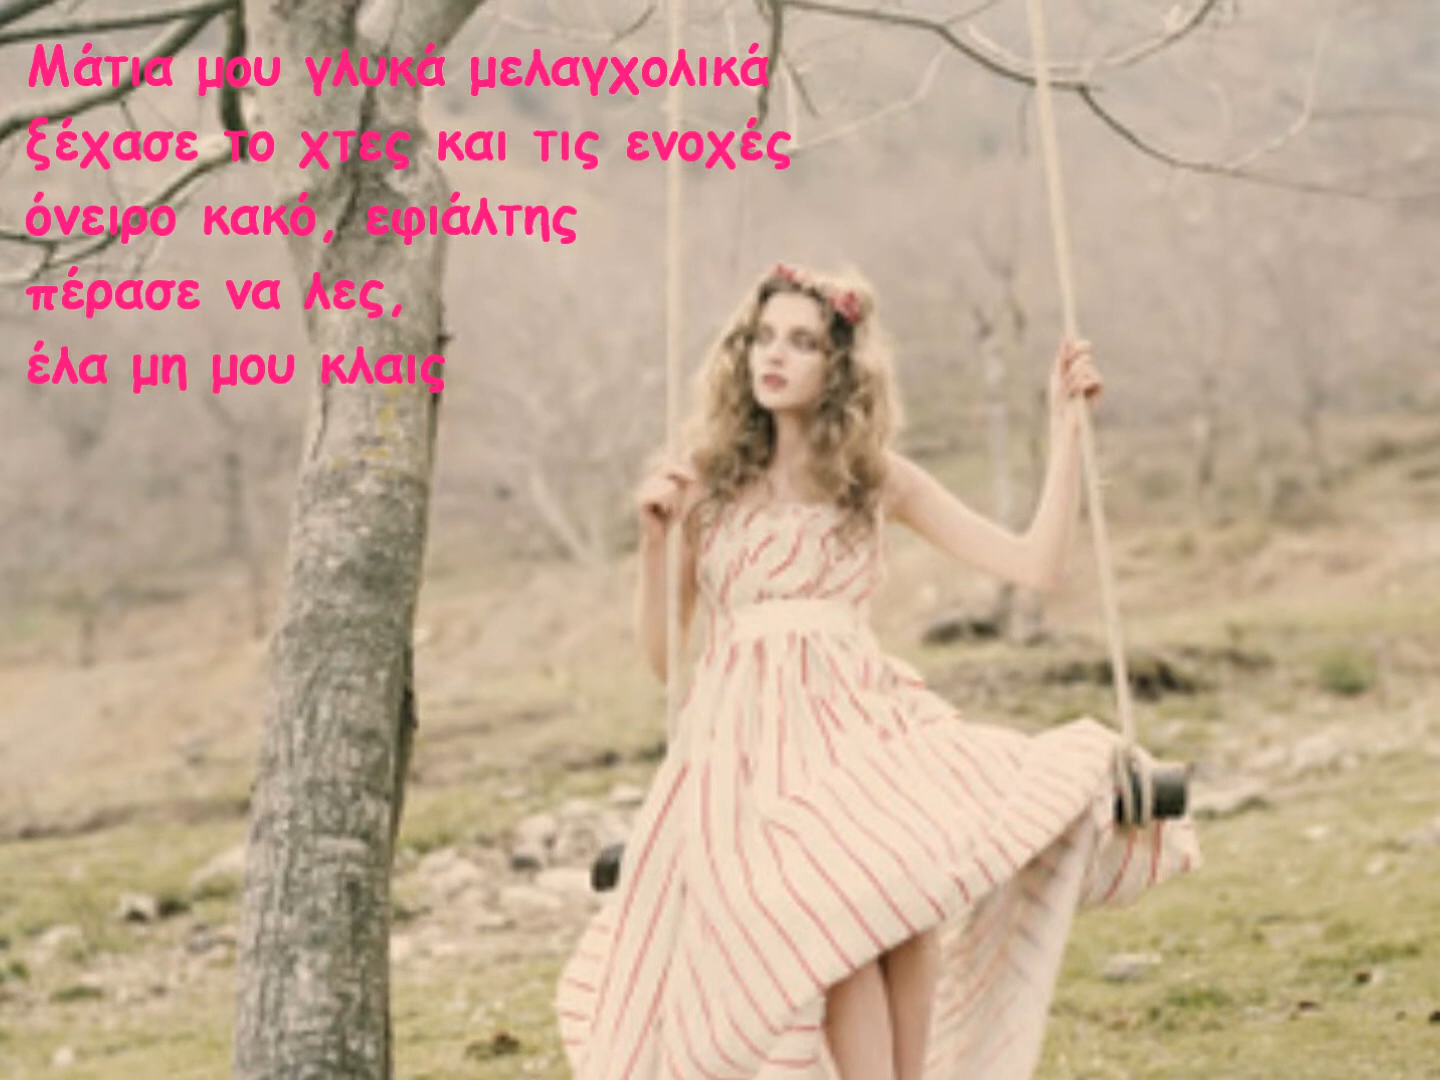 Μάτια μου γλυκά μελαγχολικά
ξέχασε το χτες και τις ενοχές
όνειρο κακό, εφιάλτης
πέρασε να λες,
έλα μη μου κλαις